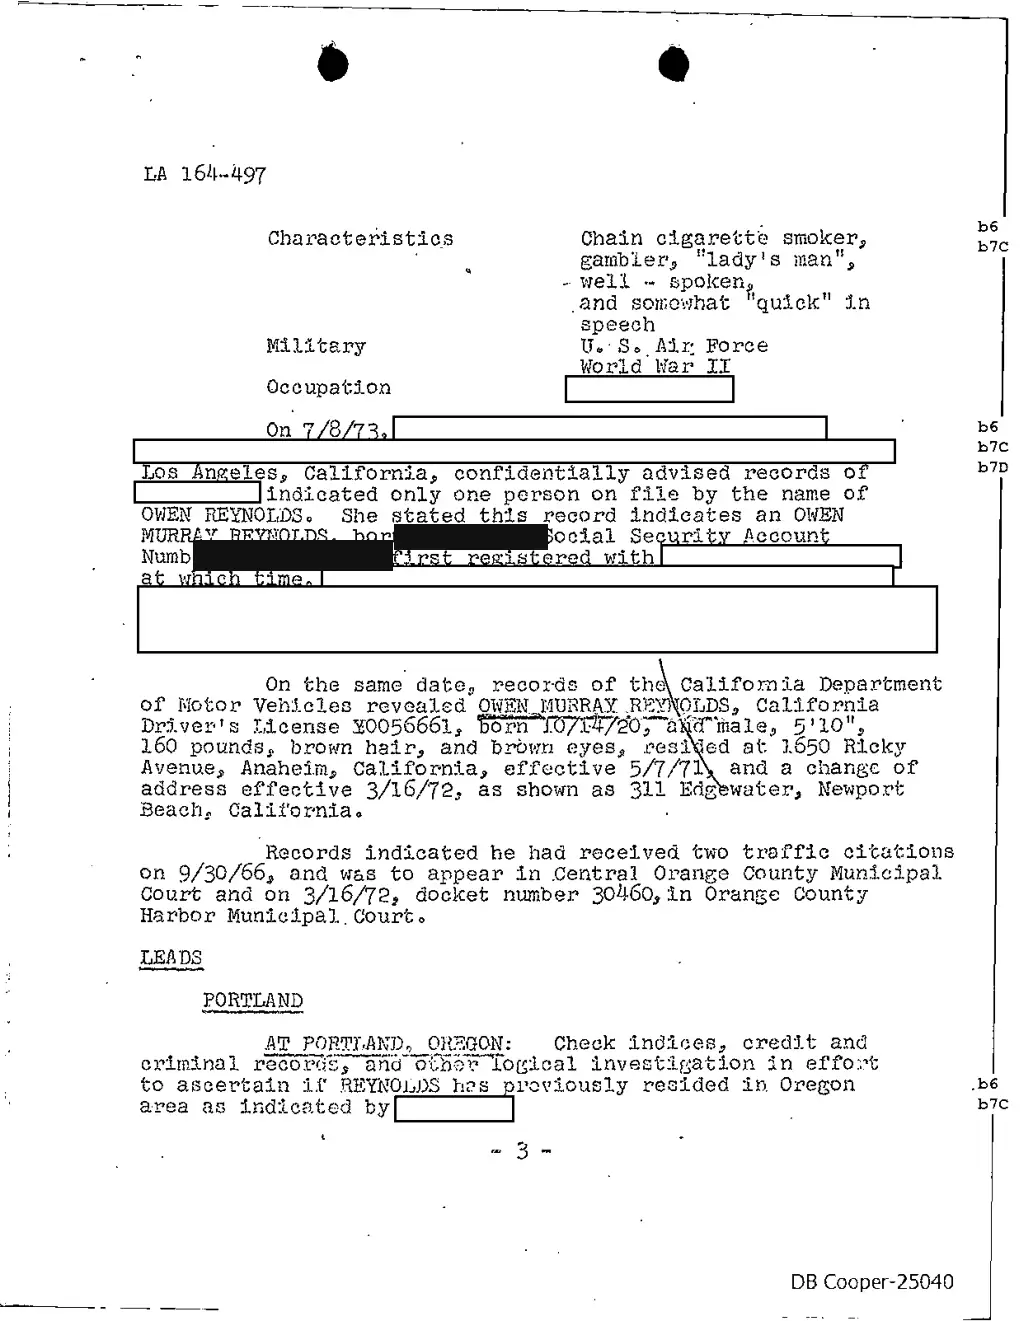 LA 164-497
b6
b7C
Characteristics Chain cigarette smoker,
gambler, "lady's man",
well - spoken,
and somewhat "quick" in
speech
Military U. S. Air Force
World War II
Occupation
On 7/8/73,
b6
b7C
b7D
Los Angeles, California, confidentially advised records of
indicated only one person on file by the name of
OWEN REYNOLDS. She stated this record indicates an OWEN
MURRAY REYNOLDS, born Social Security Account
Numb first registered with
at which time,
On the same date, records of the California Department
of Motor Vehicles revealed OWEN MURRAY REYNOLDS, California
Driver's License Y0056661, born 10/14/20, and male, 5'10",
160 pounds, brown hair, and brown eyes, resided at 1650 Ricky
Avenue, Anaheim, California, effective 5/7/71, and a change of
address effective 3/16/72, as shown as 311 Edgewater, Newport
Beach, California.
Records indicated he had received two traffic citations
on 9/30/66, and was to appear in Central Orange County Municipal
Court and on 3/16/72, docket number 30460, in Orange County
Harbor Municipal Court.
LEADS
PORTLAND
AT PORTLAND, OREGON: Check indices, credit and
criminal records, and other logical investigation in effort
to ascertain if REYNOLDS has previously resided in Oregon
area as indicated by
b6
b7C
- 3 -
DB Cooper-25040